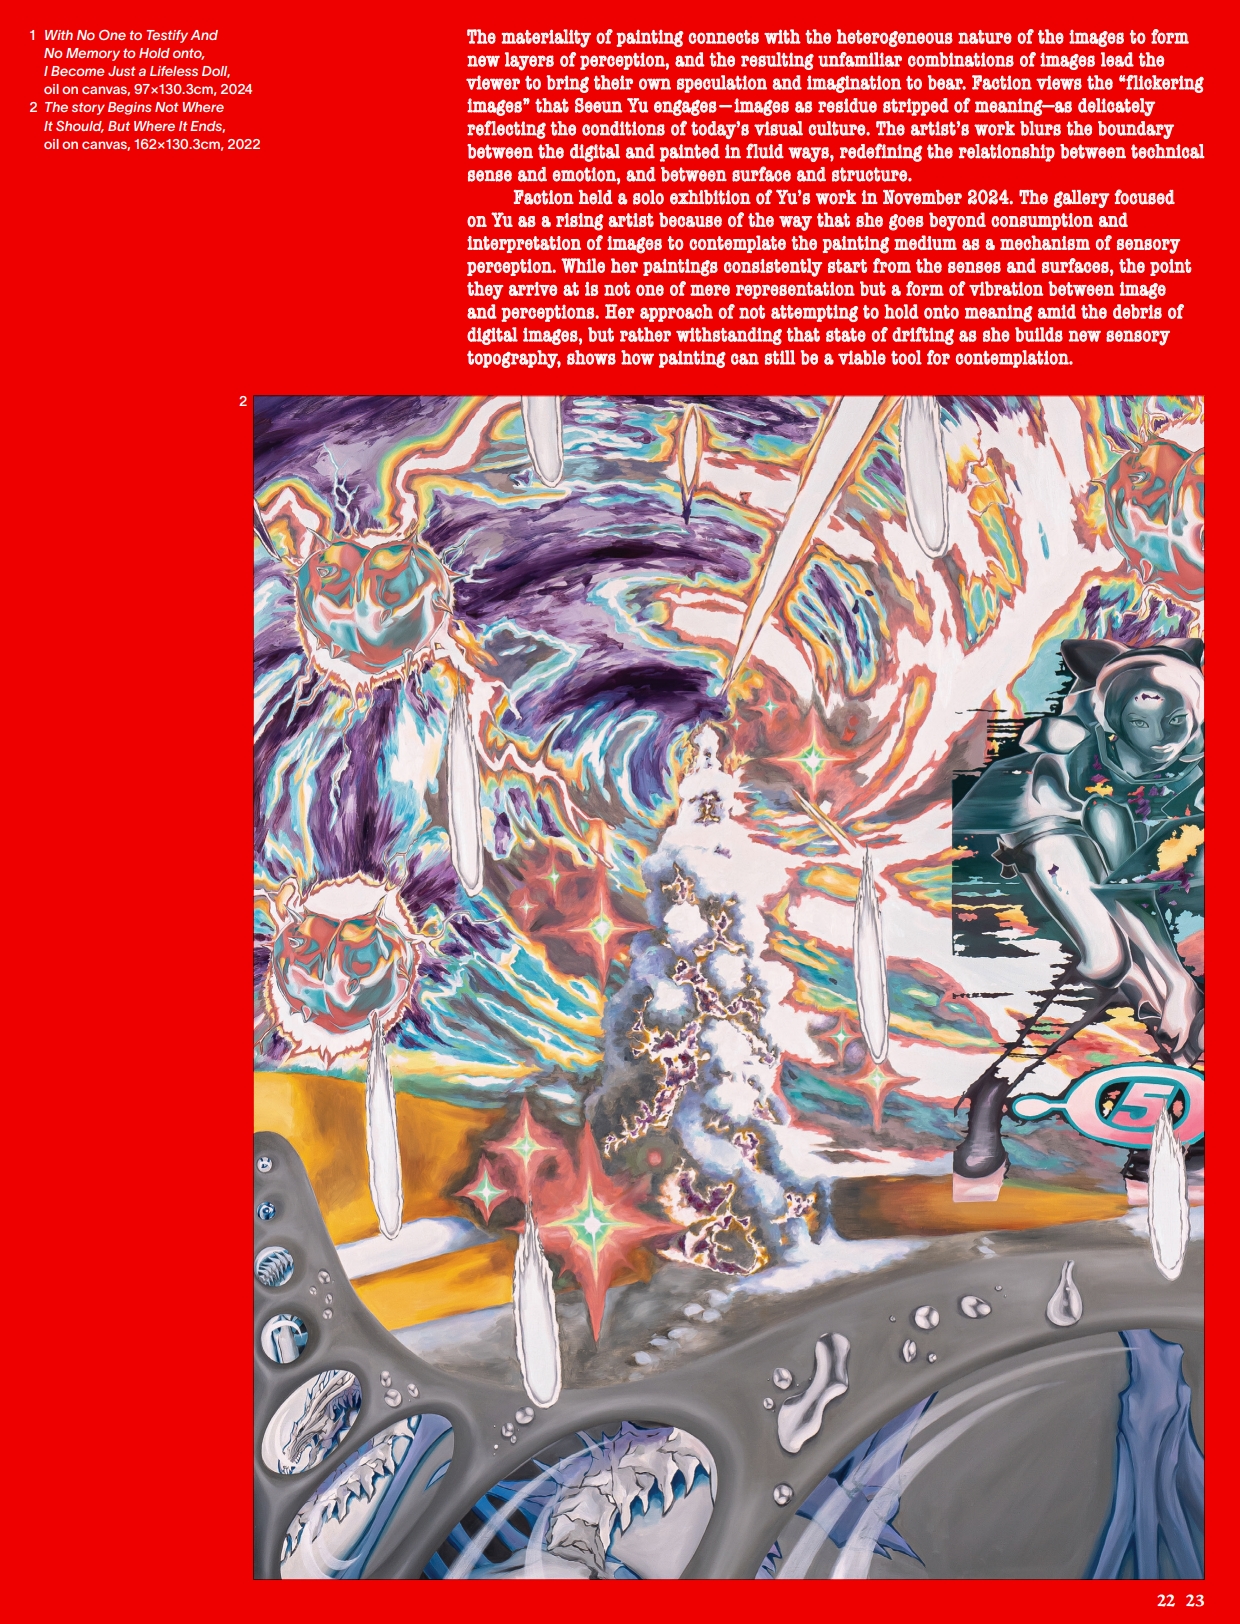 1 With No One to Testify And
No Memory to Hold onto,
I Become Just a Lifeless Doll,
oil on canvas, 97×130.3cm, 2024
2 The story Begins Not Where
It Should, But Where It Ends,
oil on canvas, 162×130.3cm, 2022
The materiality of painting connects with the heterogeneous nature of the images to form
new layers of perception, and the resulting unfamiliar combinations of images lead the
viewer to bring their own speculation and imagination to bear. Faction views the “flickering
images” that Seeun Yu engages—images as residue stripped of meaning—as delicately
reflecting the conditions of today’s visual culture. The artist’s work blurs the boundary
between the digital and painted in fluid ways, redefining the relationship between technical
sense and emotion, and between surface and structure.
Faction held a solo exhibition of Yu’s work in November 2024. The gallery focused
on Yu as a rising artist because of the way that she goes beyond consumption and
interpretation of images to contemplate the painting medium as a mechanism of sensory
perception. While her paintings consistently start from the senses and surfaces, the point
they arrive at is not one of mere representation but a form of vibration between image
and perceptions. Her approach of not attempting to hold onto meaning amid the debris of
digital images, but rather withstanding that state of drifting as she builds new sensory
topography, shows how painting can still be a viable tool for contemplation.
2
5
22 23